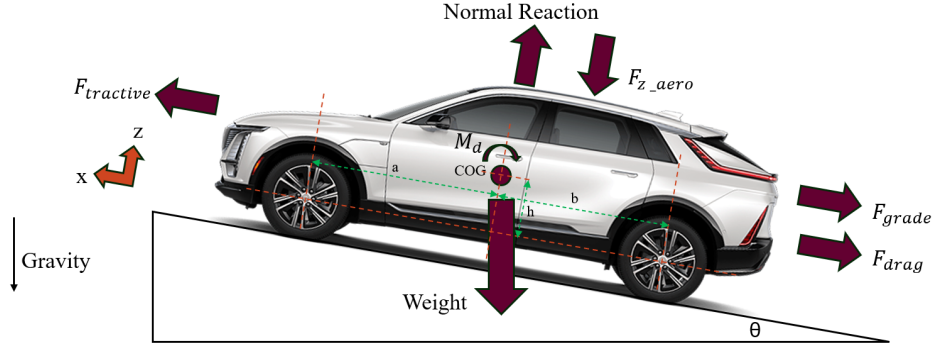 Normal Reaction
F_tractive
F_z_aero
z
x
M_d
COG
a
b
h
F_grade
F_drag
Gravity
Weight
θ